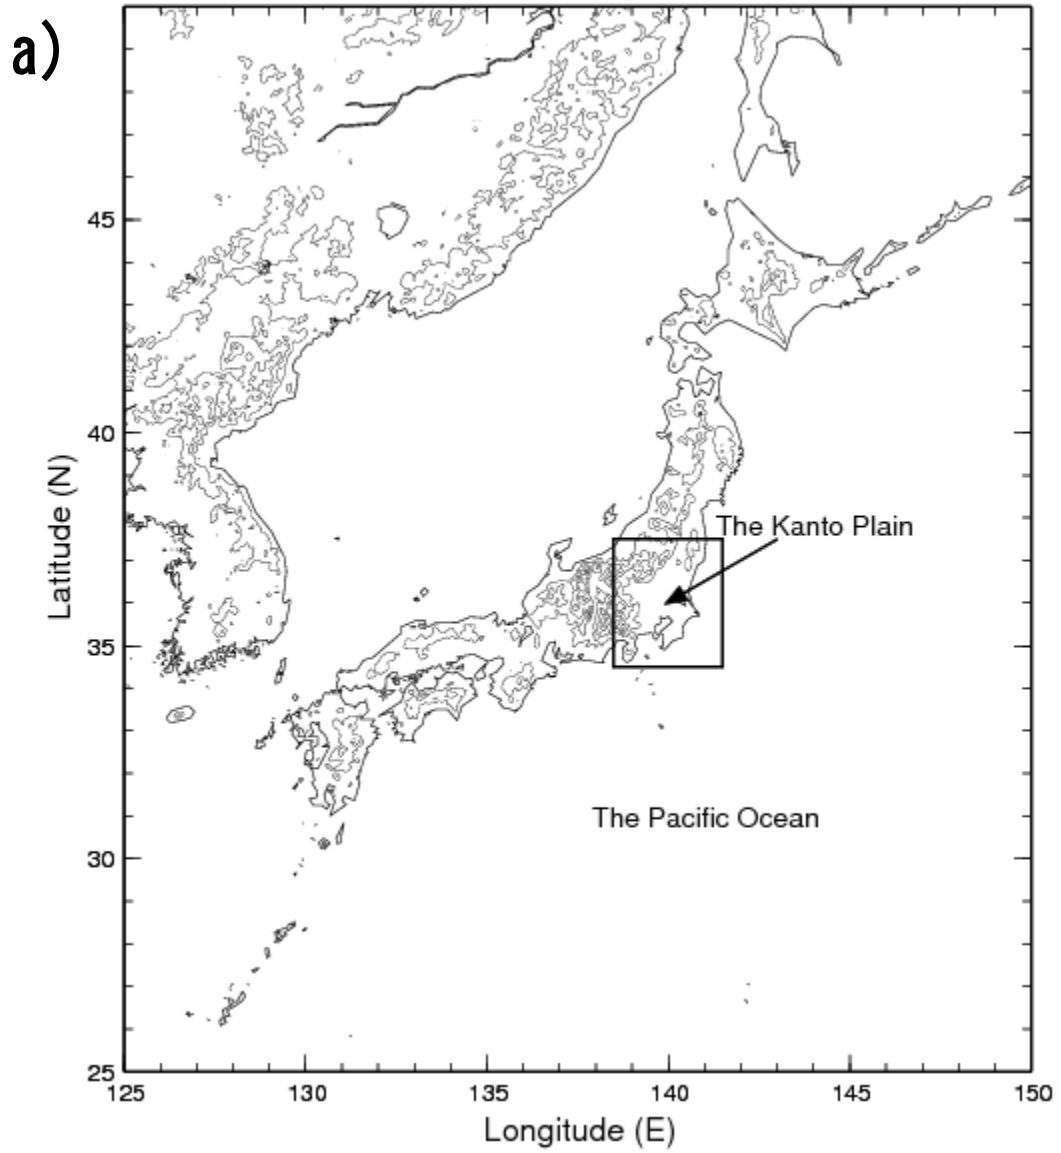 a)
45
40
35
30
25
Latitude (N)
The Kanto Plain
The Pacific Ocean
125
130
135
140
145
150
Longitude (E)